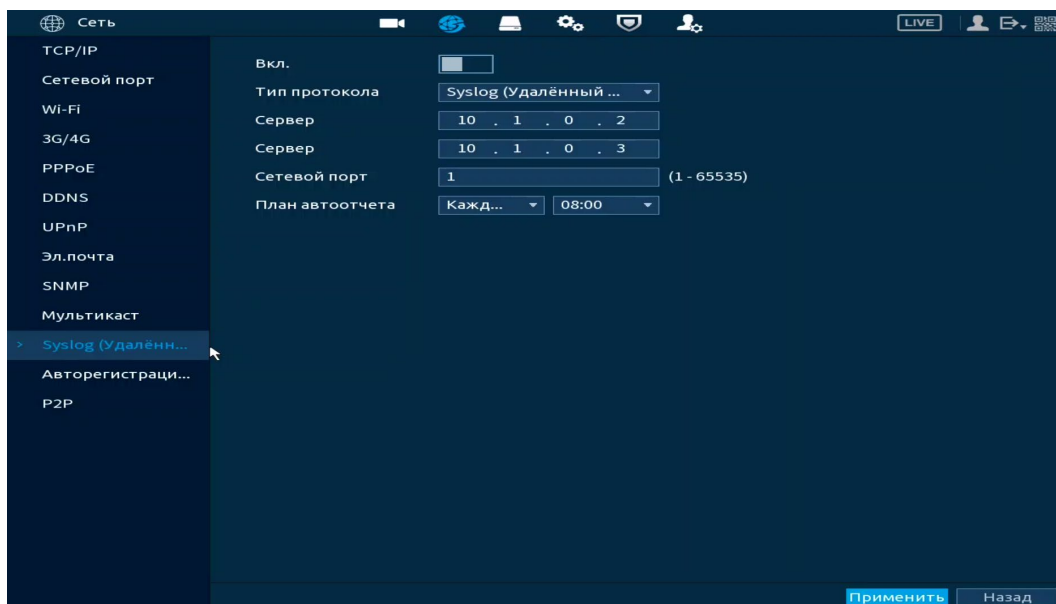 Сеть
LIVE
TCP/IP
Сетевой порт
Wi-Fi
3G/4G
PPPoE
DDNS
UPnP
Эл.почта
SNMP
Мультикаст
> Syslog (Удалённ...
Авторегистраци...
P2P
Вкл.
Тип протокола Syslog (Удалённый ...
Сервер 10 . 1 . 0 . 2
Сервер 10 . 1 . 0 . 3
Сетевой порт 1 (1 - 65535)
План автоотчета Кажд... 08:00
Применить Назад